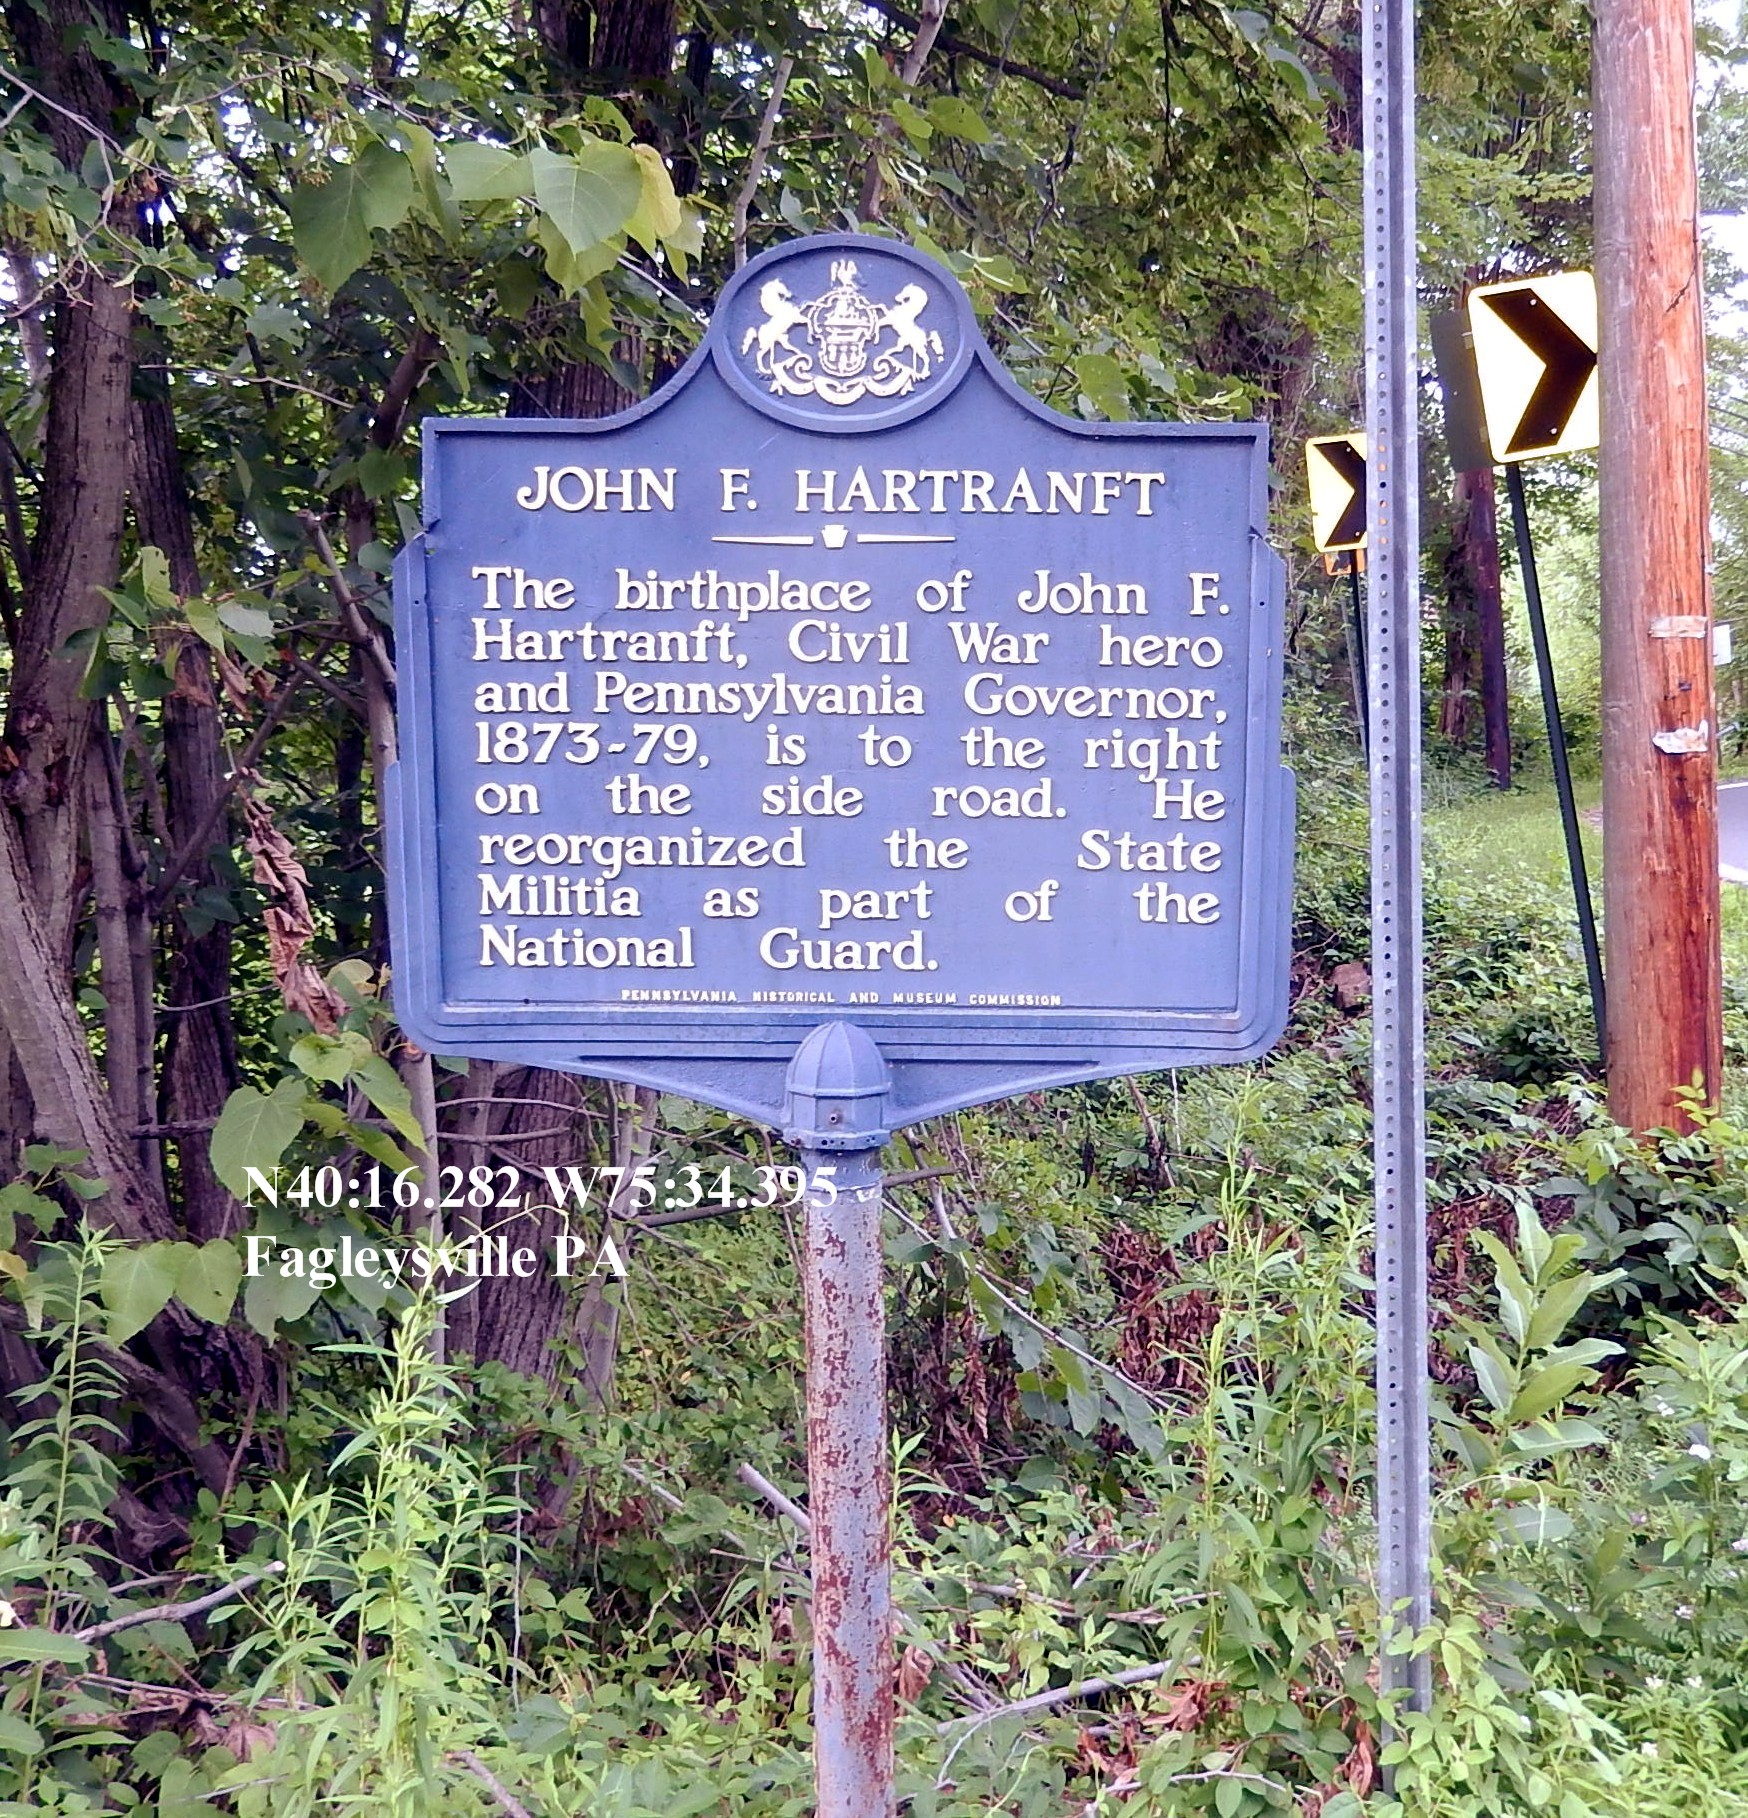 JOHN F. HARTRANFT
The birthplace of John F.
Hartranft, Civil War hero
and Pennsylvania Governor,
1873-79, is to the right
on the side road. He
reorganized the State
Militia as part of the
National Guard.
PENNSYLVANIA HISTORICAL AND MUSEUM COMMISSION
N40:16.282 W75:34.395
Fagleysville PA